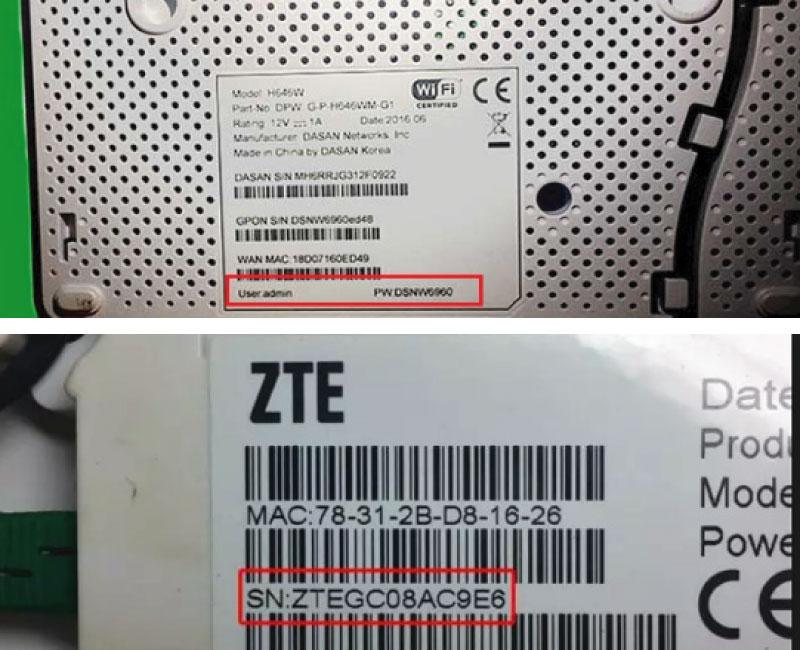 Model: H646W
WiFi
CERTIFIED
CE
Part-No. DPW. G-P-H646WM-G1
Rating: 12V 1A Date:2016.06
Manufacturer: DASAN Networks. Inc
Made in China by DASAN Korea
DASAN S/N MH6RRJG312F0922
GPON S/N DSNW6960ed48
WAN MAC:18D07160ED49
User:admin PW:DSNW6960
ZTE
MAC:78-31-2B-D8-16-26
SN:ZTEGC08AC9E6
Date
Produ
Mode
Powe
CE